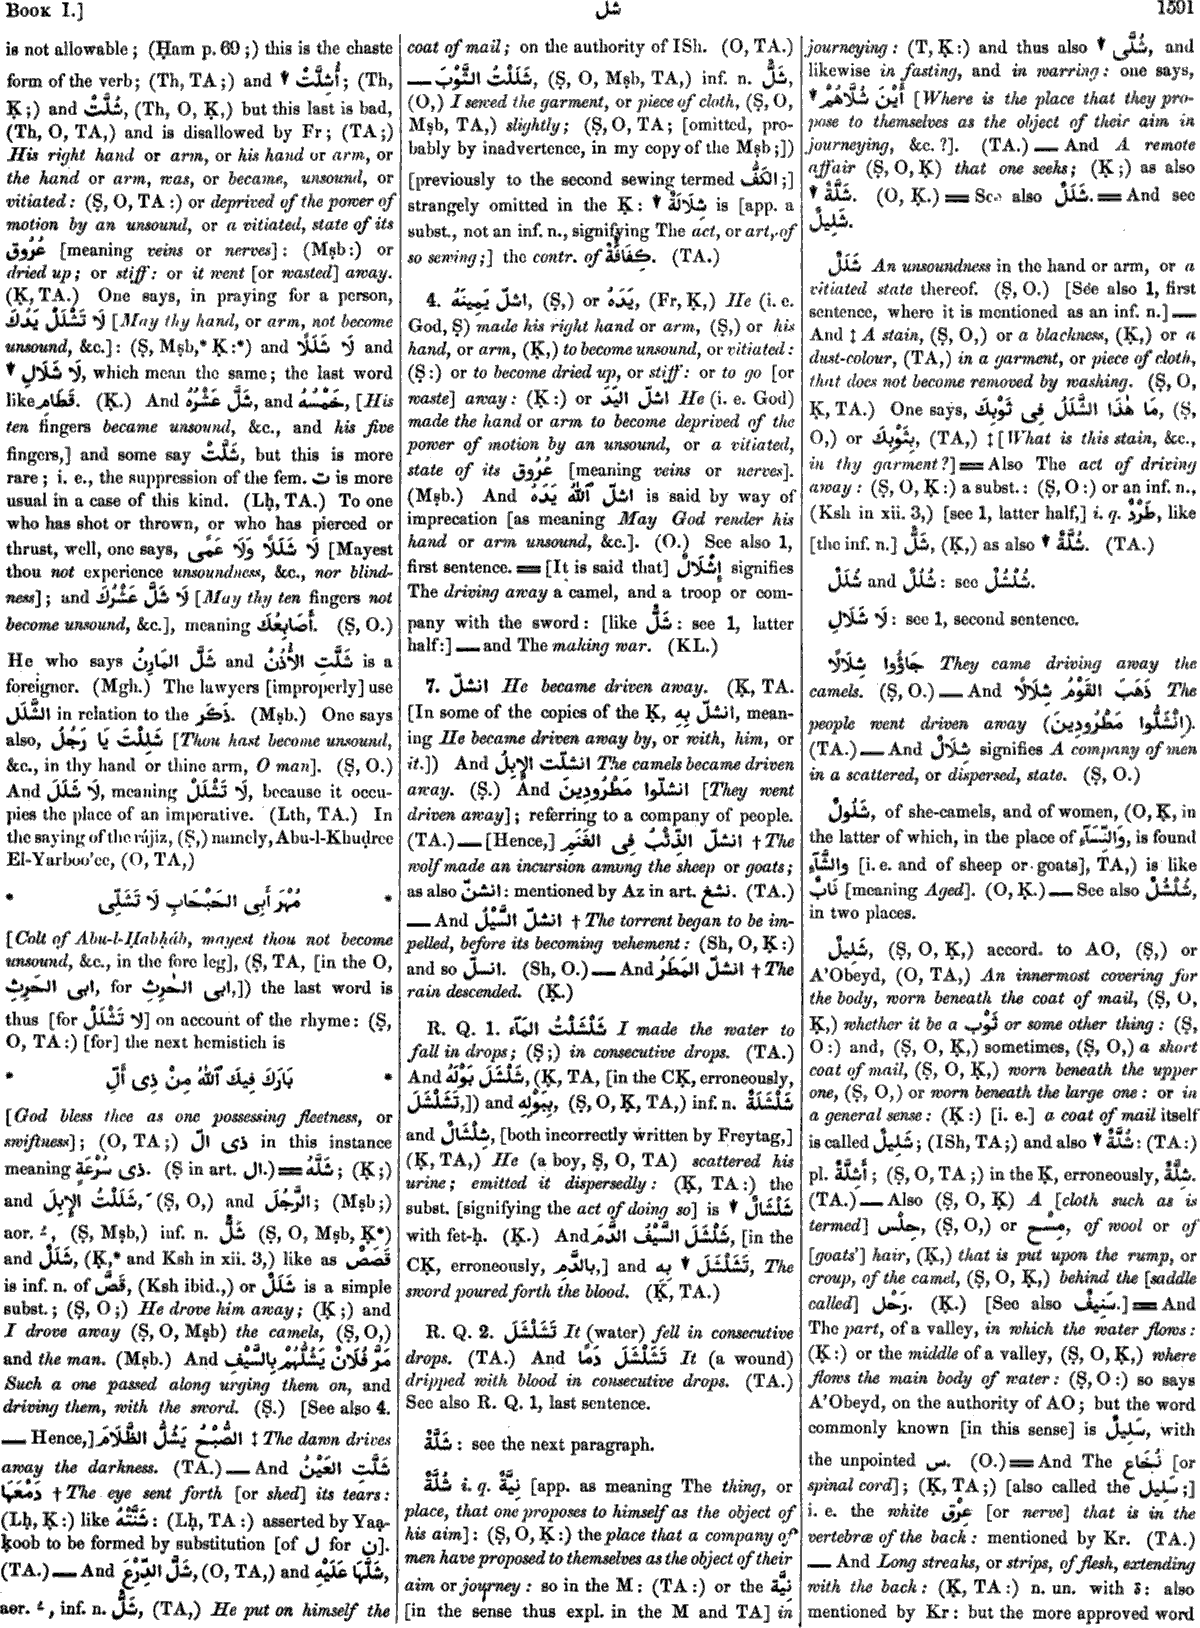 BOOK I.]
شل
1591
is not allowable; (Ḥam p. 69;) this is the chaste
form of the verb; (Th, TA;) and ↓ أُشِلَّتْ; (Th,
Ḳ;) and شُلَّتْ, (Th, O, Ḳ,) but this last is bad,
(Th, O, TA,) and is disallowed by Fr; (TA;)
His right hand or arm, or his hand or arm, or
the hand or arm, was, or became, unsound, or
vitiated: (Ṣ, O, TA:) or deprived of the power of
motion by an unsound, or a vitiated, state of its
عُرُوق [meaning veins or nerves]: (Mṣb:) or
dried up; or stiff: or it went [or wasted] away.
(Ḳ, TA.) One says, in praying for a person,
لَا تَشْلَلْ يَدُكَ [May thy hand, or arm, not become
unsound, &c.]: (Ṣ, Mṣb,* Ḳ:*) and لَا شَلَلًا and
↓ لَا شَلَالِ, which mean the same; the last word
like قَطَامِ. (Ḳ.) And شَلَّ عَشْرُهُ, and خَمْسُهُ, [His
ten fingers became unsound, &c., and his five
fingers,] and some say شَلَّتْ, but this is more
rare; i. e., the suppression of the fem. ت is more
usual in a case of this kind. (Lḥ, TA.) To one
who has shot or thrown, or who has pierced or
thrust, well, one says, لَا شَلَلًا وَلَا عَمًى [Mayest
thou not experience unsoundness, &c., nor blind-
ness]; and لَا شَلَّ عَشْرُكَ [May thy ten fingers not
become unsound, &c.], meaning أَصَابِعُكَ. (Ṣ, O.)
He who says شَلَّ المَارِنُ and شَلَّتِ الأُذُنُ is a
foreigner. (Mgh.) The lawyers [improperly] use
الشَّلَل in relation to the ذَكَر. (Mṣb.) One says
also, شَلِلْتَ يَا رَجُلُ [Thou hast become unsound,
&c., in thy hand or thine arm, O man]. (Ṣ, O.)
And لَا شَلَلَ, meaning لَا تَشْلَلْ, because it occu-
pies the place of an imperative. (Lth, TA.) In
the saying of the rájiz, (Ṣ,) namely, Abu-l-Khuḍree
El-Yarboo'ee, (O, TA,)
* مُهْرَ أَبِى الحَبْحَابِ لَا تَشَلِّى *
[Colt of Abu-l-Ḥabḥáb, mayest thou not become
unsound, &c., in the fore leg], (Ṣ, TA, [in the O,
ابى الحَرِثِ, for ابى الحٰرِثِ,]) the last word is
thus [for لَا تَشْلَلْ] on account of the rhyme: (Ṣ,
O, TA:) [for] the next hemistich is
* بَارَكَ فِيكَ ٱللّٰهُ مِنْ ذِى أَلِّ *
[God bless thee as one possessing fleetness, or
swiftness]; (O, TA;) ذى الّ in this instance
meaning ذِى سُرْعَةٍ. (Ṣ in art. ال.) = شَلَّهُ; (Ḳ;)
and شَلَلْتُ الإِبِلَ, (Ṣ, O,) and الرَّجُلَ; (Mṣb;)
aor. ـُ, (Ṣ, Mṣb,) inf. n. شَلٌّ (Ṣ, O, Mṣb, Ḳ*)
and شَلَلٌ, (Ḳ,* and Ksh in xii. 3,) like as قَصَصٌ
is inf. n. of قَصَّ, (Ksh ibid.,) or شَلَلٌ is a simple
subst.; (Ṣ, O;) He drove him away; (Ḳ;) and
I drove away (Ṣ, O, Mṣb) the camels, (Ṣ, O,)
and the man. (Mṣb.) And مَرَّ فُلَانٌ يَشُلُّهُمْ بِالسَّيْفِ
Such a one passed along urging them on, and
driving them, with the sword. (Ṣ.) [See also 4.
— Hence,] الصُّبْحُ يَشُلُّ الظَّلَامَ ‡ The dawn drives
away the darkness. (TA.) — And شَلَّتِ العَيْنُ
دَمْعَهَا † The eye sent forth [or shed] its tears:
(Lḥ, Ḳ:) like شَنَّتْهُ: (Lḥ, TA:) asserted by Yaạ-
ḳoob to be formed by substitution [of ل for ن].
(TA.) — And شَلَّ الدِّرْعَ, (O, TA,) and شَلَّهَا عَلَيْهِ,
aor. ـُ, inf. n. شَلٌّ, (TA,) He put on himself the
coat of mail; on the authority of ISh. (O, TA.)
— شَلَلْتُ الثَّوْبَ, (Ṣ, O, Mṣb, TA,) inf. n. شَلٌّ,
(O,) I sewed the garment, or piece of cloth, (Ṣ, O,
Mṣb, TA,) slightly; (Ṣ, O, TA; [omitted, pro-
bably by inadvertence, in my copy of the Mṣb;])
[previously to the second sewing termed الكَفُّ;]
strangely omitted in the Ḳ: ↓ شِلَالَةٌ is [app. a
subst., not an inf. n., signifying The act, or art, of
so sewing;] the contr. of كِفَافَةٌ. (TA.)
4. اشلّ يَمِينَهُ, (Ṣ,) or يَدَهُ, (Fr, Ḳ,) He (i. e.
God, Ṣ) made his right hand or arm, (Ṣ,) or his
hand, or arm, (Ḳ,) to become unsound, or vitiated:
(Ṣ:) or to become dried up, or stiff: or to go [or
waste] away: (Ḳ:) or اشلّ اليَدَ He (i. e. God)
made the hand or arm to become deprived of the
power of motion by an unsound, or a vitiated,
state of its عُرُوق [meaning veins or nerves].
(Mṣb.) And اشلّ ٱللّٰهُ يَدَهُ is said by way of
imprecation [as meaning May God render his
hand or arm unsound, &c.]. (O.) See also 1,
first sentence. = [It is said that] إِشْلَالٌ signifies
The driving away a camel, and a troop or com-
pany with the sword: [like شَلٌّ: see 1, latter
half:] — and The making war. (KL.)
7. انشلّ He became driven away. (Ḳ, TA.
[In some of the copies of the Ḳ, انشلّ بِهِ, mean-
ing He became driven away by, or with, him, or
it.]) And انشلّت الإِبِلُ The camels became driven
away. (Ṣ.) And انشلّوا مَطْرُودِينَ [They went
driven away]; referring to a company of people.
(TA.) — [Hence,] انشلّ الذِّئْبُ فِى الغَنَمِ † The
wolf made an incursion among the sheep or goats;
as also انشنّ: mentioned by Az in art. نشغ. (TA.)
— And انشلّ السَّيْلُ † The torrent began to be im-
pelled, before its becoming vehement: (Sh, O, Ḳ:)
and so انسلّ. (Sh, O.) — And انشلّ المَطَرُ † The
rain descended. (Ḳ.)
R. Q. 1. شَلْشَلْتُ المَآءَ I made the water to
fall in drops; (Ṣ;) in consecutive drops. (TA.)
And شَلْشَلَ بَوْلَهُ, (Ḳ, TA, [in the CḲ, erroneously,
تَشَلْشَلَ,]) and بِبَوْلِهِ, (Ṣ, O, Ḳ, TA,) inf. n. شَلْشَلَةٌ
and شِلْشَالٌ, [both incorrectly written by Freytag,]
(Ḳ, TA,) He (a boy, Ṣ, O, TA) scattered his
urine; emitted it dispersedly: (Ḳ, TA:) the
subst. [signifying the act of doing so] is ↓ شَلْشَالٌ
with fet-ḥ. (Ḳ.) And شَلْشَلَ السَّيْفُ الدَّمَ, [in the
CḲ, erroneously, بِالدَّمِ,] and ↓ تَشَلْشَلَ بِهِ, The
sword poured forth the blood. (Ḳ, TA.)
R. Q. 2. تَشَلْشَلَ It (water) fell in consecutive
drops. (TA.) And تَشَلْشَلَ دَمًا It (a wound)
dripped with blood in consecutive drops. (TA.)
See also R. Q. 1, last sentence.
شَلَّةٌ: see the next paragraph.
شُلَّةٌ i. q. نِيَّةٌ [app. as meaning The thing, or
place, that one proposes to himself as the object of
his aim]: (Ṣ, O, Ḳ:) the place that a company of
men have proposed to themselves as the object of their
aim or journey: so in the M: (TA:) or the نِيَّة
[in the sense thus expl. in the M and TA] in
journeying: (T, Ḳ:) and thus also ↓ شُلَّى, and
likewise in fasting, and in warring: one says,
↓ أَيْنَ شُلَّاهُمْ [Where is the place that they pro-
pose to themselves as the object of their aim in
journeying, &c.?]. (TA.) — And A remote
affair (Ṣ, O, Ḳ) that one seeks; (Ḳ;) as also
↓ شَلَّةٌ. (O, Ḳ.) = See also شَلَلٌ. = And see
شَلِيلٌ.
شَلَلٌ An unsoundness in the hand or arm, or a
vitiated state thereof. (Ṣ, O.) [See also 1, first
sentence, where it is mentioned as an inf. n.] —
And ‡ A stain, (Ṣ, O,) or a blackness, (Ḳ,) or a
dust-colour, (TA,) in a garment, or piece of cloth,
that does not become removed by washing. (Ṣ, O,
Ḳ, TA.) One says, مَا هٰذَا الشَّلَلُ فِى ثَوْبِكَ, (Ṣ,
O,) or بِثَوْبِكَ, (TA,) ‡ [What is this stain, &c.,
in thy garment?] = Also The act of driving
away: (Ṣ, O, Ḳ:) a subst.: (Ṣ, O:) or an inf. n.,
(Ksh in xii. 3,) [see 1, latter half,] i. q. طَرْدٌ, like
[the inf. n.] شَلٌّ, (Ḳ,) as also ↓ شُلَّةٌ. (TA.)
شَلَلٌ and شُلُلٌ: see شُلْشُلٌ.
لَا شَلَالِ: see 1, second sentence.
جَاؤُوا شِلَالًا They came driving away the
camels. (Ṣ, O.) — And ذَهَبَ القَوْمُ شِلَالًا The
people went driven away (اِنْشَلُّوا مَطْرُودِينَ).
(TA.) — And شِلَالٌ signifies A company of men
in a scattered, or dispersed, state. (Ṣ, O.)
شَلُولٌ, of she-camels, and of women, (O, Ḳ, in
the latter of which, in the place of وَالنِّسَآءِ, is found
والشَّآءِ [i. e. and of sheep or goats], TA,) is like
نَابٌ [meaning Aged]. (O, Ḳ.) — See also شُلْشُلٌ,
in two places.
شَلِيلٌ, (Ṣ, O, Ḳ,) accord. to AO, (Ṣ,) or
A'Obeyd, (O, TA,) An innermost covering for
the body, worn beneath the coat of mail, (Ṣ, O,
Ḳ,) whether it be a ثَوْب or some other thing: (Ṣ,
O:) and, (Ṣ, O, Ḳ,) sometimes, (Ṣ, O,) a short
coat of mail, (Ṣ, O, Ḳ,) worn beneath the upper
one, (Ṣ, O,) or worn beneath the large one: or in
a general sense: (Ḳ:) [i. e.] a coat of mail itself
is called شَلِيلٌ; (ISh, TA;) and also ↓ شُلَّةٌ: (TA:)
pl. أَشِلَّةٌ; (Ṣ, O, TA;) in the Ḳ, erroneously, شِلَّةٌ.
(TA.) — Also (Ṣ, O, Ḳ) A [cloth such as is
termed] حِلْس, (Ṣ, O,) or مِسْح, of wool or of
[goats'] hair, (Ḳ,) that is put upon the rump, or
croup, of the camel, (Ṣ, O, Ḳ,) behind the [saddle
called] رَحْل. (Ḳ.) [See also سَنِيفٌ.] = And
The part, of a valley, in which the water flows:
(Ḳ:) or the middle of a valley, (Ṣ, O, Ḳ,) where
flows the main body of water: (Ṣ, O:) so says
A'Obeyd, on the authority of AO; but the word
commonly known [in this sense] is سَلِيلٌ, with
the unpointed س. (O.) = And The نُخَاع [or
spinal cord]; (Ḳ, TA;) [also called the سَلِيل;]
i. e. the white عِرْق [or nerve] that is in the
vertebræ of the back: mentioned by Kr. (TA.)
— And Long streaks, or strips, of flesh, extending
with the back: (Ḳ, TA:) n. un. with ة: also
mentioned by Kr: but the more approved word